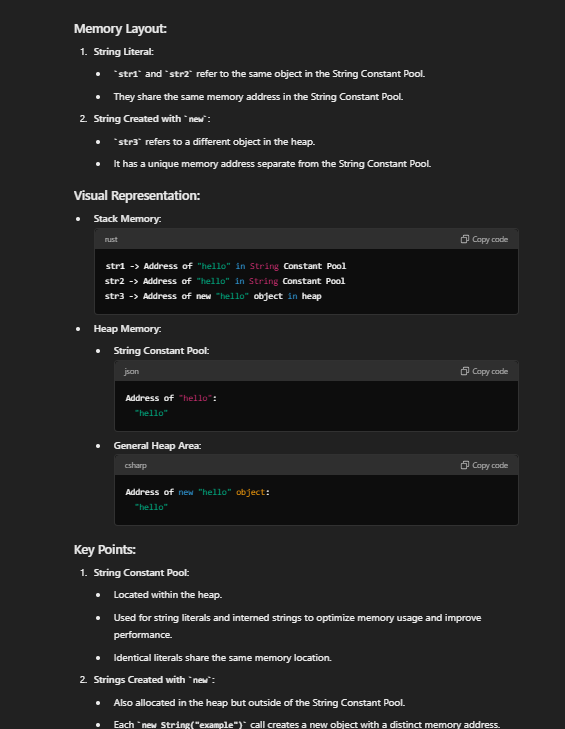 Memory Layout:
1. String Literal:
• `str1` and `str2` refer to the same object in the String Constant Pool.
• They share the same memory address in the String Constant Pool.
2. String Created with `new`:
• `str3` refers to a different object in the heap.
• It has a unique memory address separate from the String Constant Pool.
Visual Representation:
• Stack Memory:
rust Copy code
str1 -> Address of "hello" in String Constant Pool
str2 -> Address of "hello" in String Constant Pool
str3 -> Address of new "hello" object in heap
• Heap Memory:
• String Constant Pool:
json Copy code
Address of "hello":
"hello"
• General Heap Area:
csharp Copy code
Address of new "hello" object:
"hello"
Key Points:
1. String Constant Pool:
• Located within the heap.
• Used for string literals and interned strings to optimize memory usage and improve
performance.
• Identical literals share the same memory location.
2. Strings Created with `new`:
• Also allocated in the heap but outside of the String Constant Pool.
• Each `new String("example")` call creates a new object with a distinct memory address.